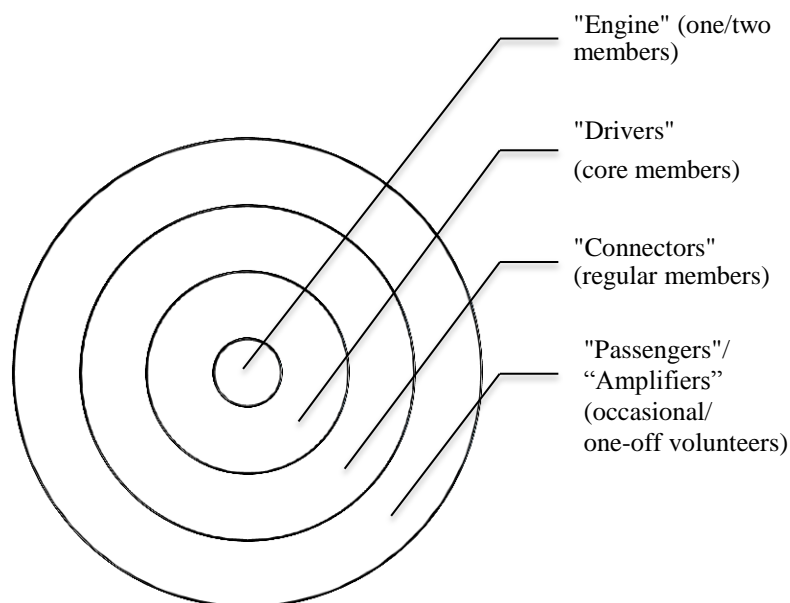 "Engine" (one/two
members)
"Drivers"
(core members)
"Connectors"
(regular members)
"Passengers"/
“Amplifiers”
(occasional/
one-off volunteers)